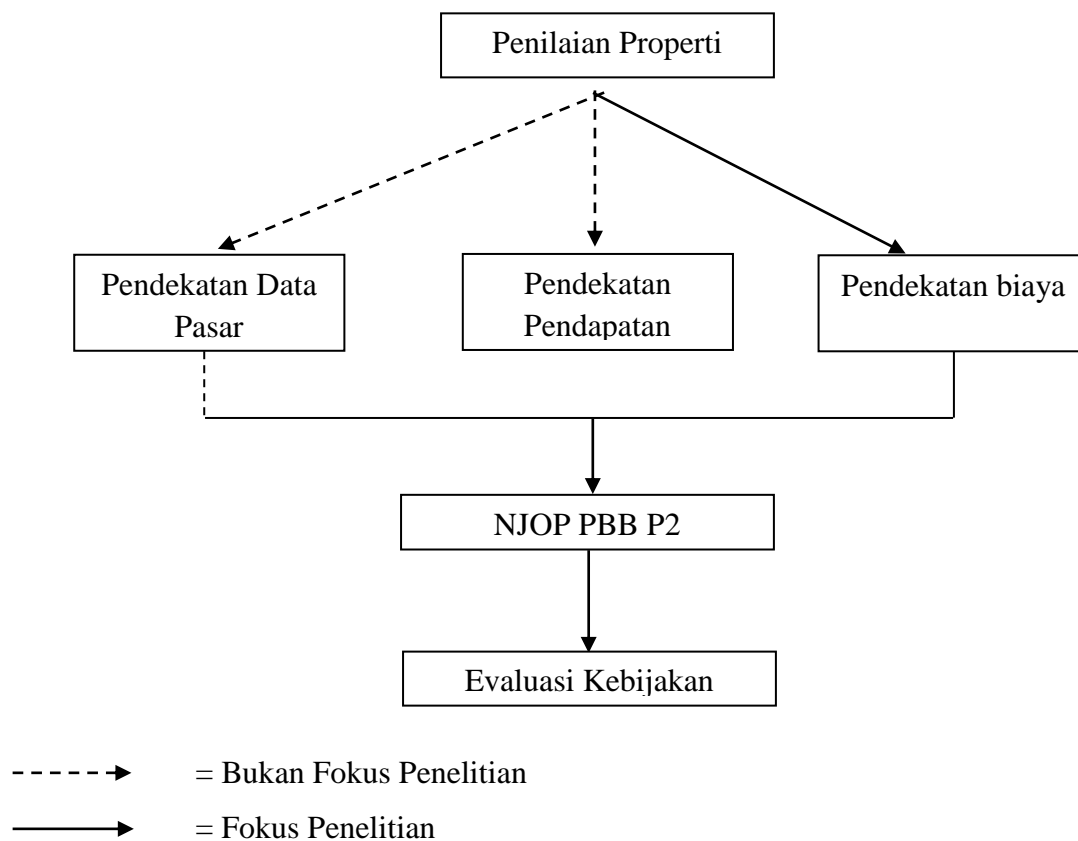 Penilaian Properti
Pendekatan Data
Pasar
Pendekatan
Pendapatan
Pendekatan biaya
NJOP PBB P2
Evaluasi Kebijakan
= Bukan Fokus Penelitian
= Fokus Penelitian